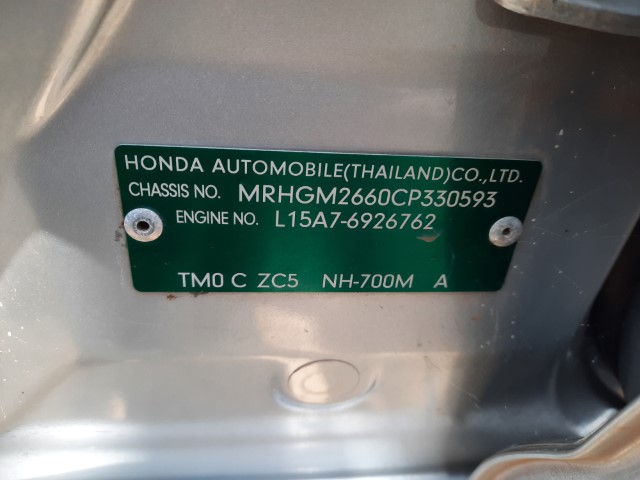 HONDA AUTOMOBILE(THAILAND)CO.,LTD.
CHASSIS NO. MRHGM2660CP330593
ENGINE NO. L15A7-6926762
TM0 C ZC5 NH-700M A